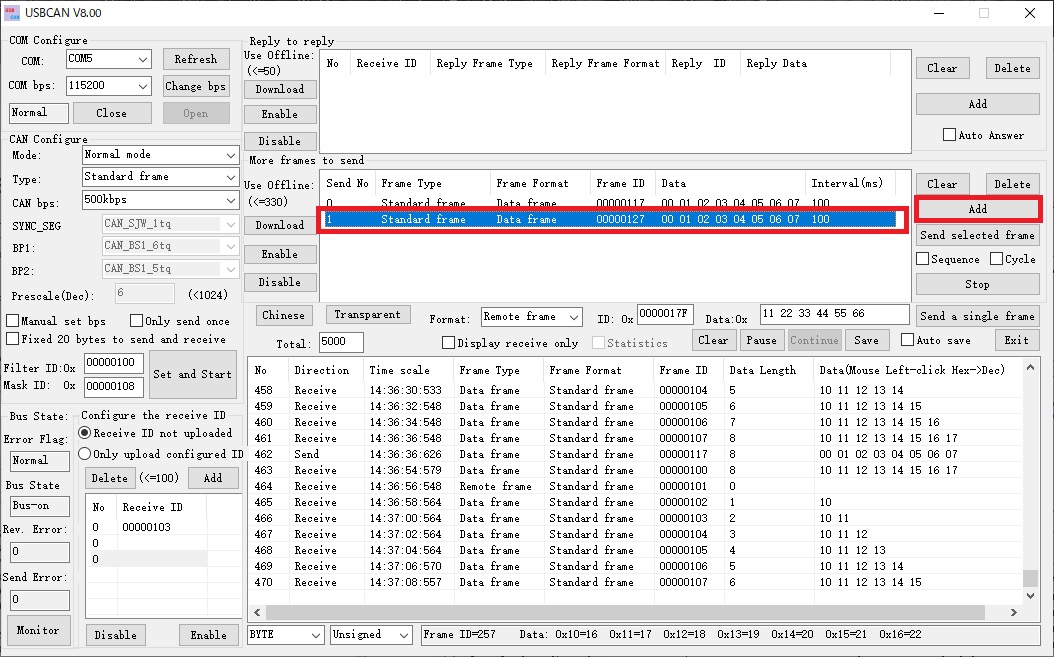 USBCAN V8.00
COM Configure
COM: COM5 Refresh
COM bps: 115200 Change bps
Normal Close Open
CAN Configure
Mode: Normal mode
Type: Standard frame
CAN bps: 500kbps
SYNC_SEG CAN_SJW_1tq
BP1: CAN_BS1_6tq
BP2: CAN_BS1_5tq
Prescale(Dec): 6 (<1024)
Manual set bps Only send once
Fixed 20 bytes to send and receive
Filter ID:0x 00000100
Mask ID: 0x 00000108
Set and Start
Bus State:
Error Flag:
Normal
Bus State
Bus-on
Rev. Error:
0
Send Error:
0
Monitor
Configure the receive ID
Receive ID not uploaded
Only upload configured ID
Delete (<=100) Add
No Receive ID
0 00000103
0
0
Disable Enable
Reply to reply
Use Offline:
(<=50)
Download
Enable
Disable
No Receive ID Reply Frame Type Reply Frame Format Reply ID Reply Data
Clear Delete
Add
Auto Answer
More frames to send
Use Offline:
(<=330)
Download
Enable
Disable
Send No Frame Type Frame Format Frame ID Data Interval(ms)
0 Standard frame Data frame 00000117 00 01 02 03 04 05 06 07 100
1 Standard frame Data frame 00000127 00 01 02 03 04 05 06 07 100
Clear Delete
Add
Send selected frame
Sequence Cycle
Stop
Chinese Transparent Format: Remote frame ID: 0x 0000017F Data:0x 11 22 33 44 55 66 Send a single frame
Total: 5000 Display receive only Statistics Clear Pause Continue Save Auto save Exit
No Direction Time scale Frame Type Frame Format Frame ID Data Length Data(Mouse Left-click Hex->Dec)
458 Receive 14:36:30:533 Data frame Standard frame 00000104 5 10 11 12 13 14
459 Receive 14:36:32:548 Data frame Standard frame 00000105 6 10 11 12 13 14 15
460 Receive 14:36:34:548 Data frame Standard frame 00000106 7 10 11 12 13 14 15 16
461 Receive 14:36:36:548 Data frame Standard frame 00000107 8 10 11 12 13 14 15 16 17
462 Send 14:36:36:626 Data frame Standard frame 00000117 8 00 01 02 03 04 05 06 07
463 Receive 14:36:54:579 Data frame Standard frame 00000100 8 10 11 12 13 14 15 16 17
464 Receive 14:36:56:548 Remote frame Standard frame 00000101 0
465 Receive 14:36:58:564 Data frame Standard frame 00000102 1 10
466 Receive 14:37:00:564 Data frame Standard frame 00000103 2 10 11
467 Receive 14:37:02:564 Data frame Standard frame 00000104 3 10 11 12
468 Receive 14:37:04:564 Data frame Standard frame 00000105 4 10 11 12 13
469 Receive 14:37:06:570 Data frame Standard frame 00000106 5 10 11 12 13 14
470 Receive 14:37:08:557 Data frame Standard frame 00000107 6 10 11 12 13 14 15
BYTE Unsigned Frame ID=257 Data: 0x10=16 0x11=17 0x12=18 0x13=19 0x14=20 0x15=21 0x16=22